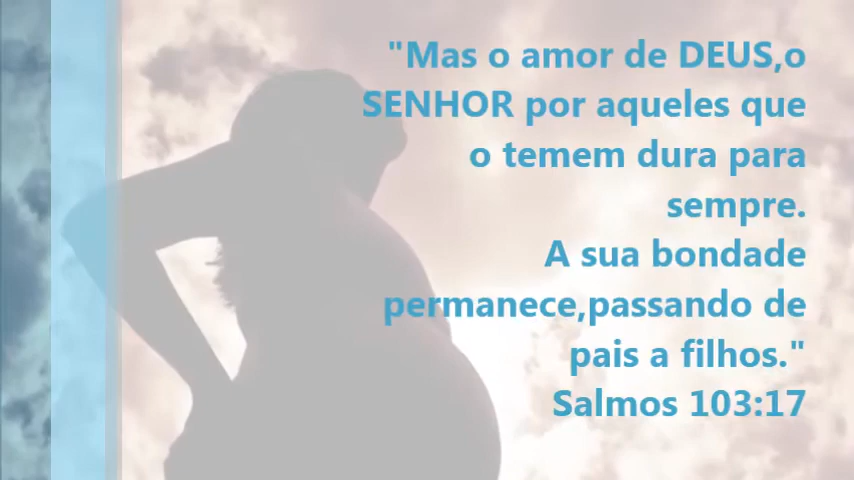 "Mas o amor de DEUS,o
SENHOR por aqueles que
o temem dura para
sempre.
A sua bondade
permanece,passando de
pais a filhos."
Salmos 103:17